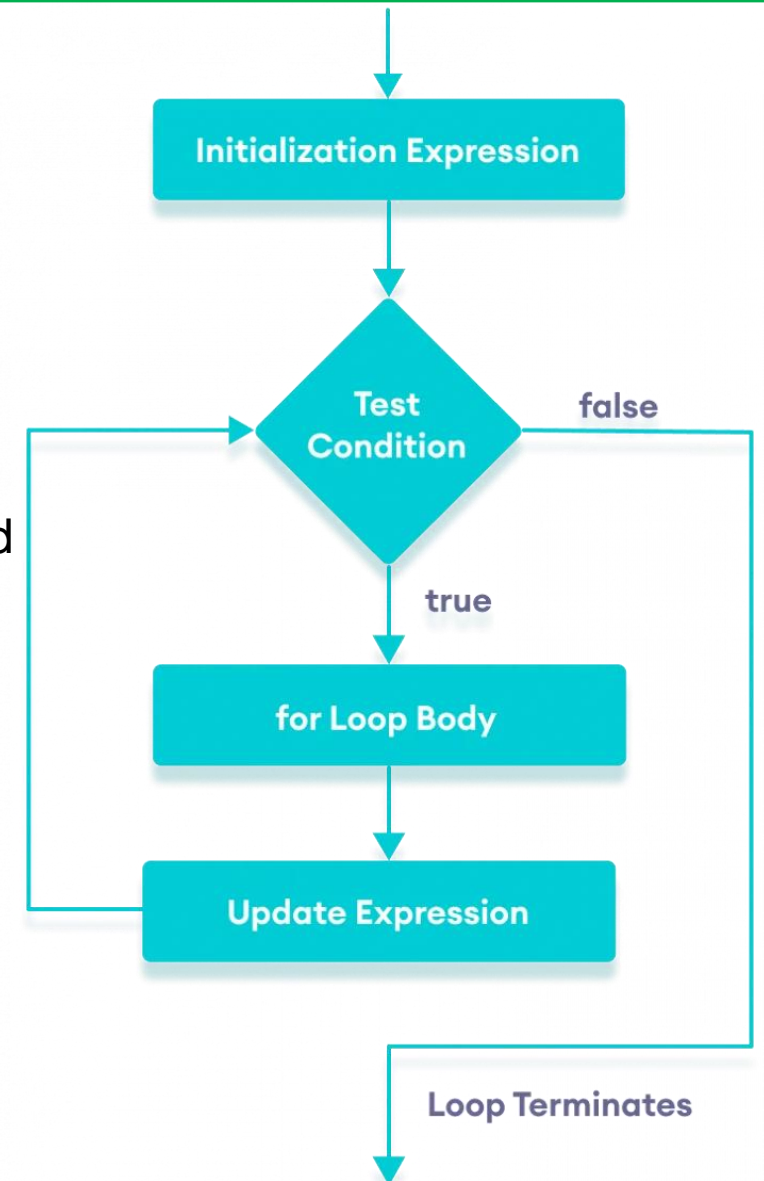 Initialization Expression
Test
Condition
false
d
true
for Loop Body
Update Expression
Loop Terminates